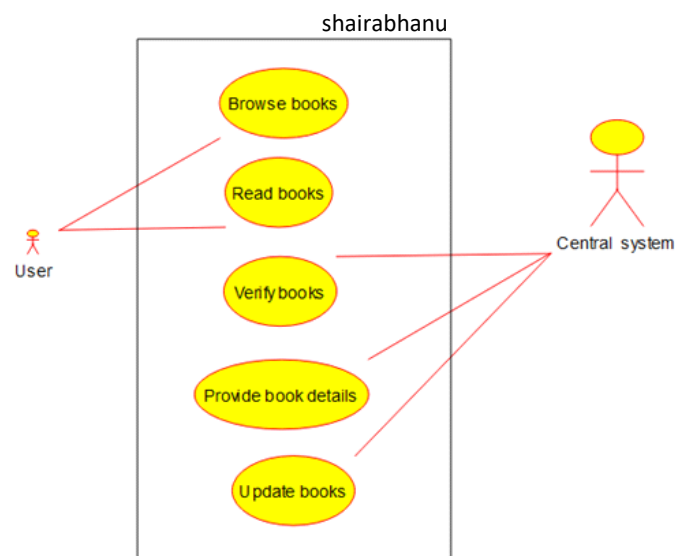 shairabhanu
Browse books
Read books
User
Central system
Verify books
Provide book details
Update books